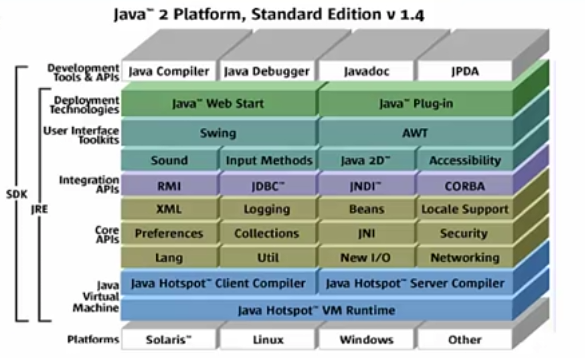 Java™ 2 Platform, Standard Edition v 1.4
Development Tools & APIs
Java Compiler Java Debugger Javadoc JPDA
Deployment Technologies
Java™ Web Start Java™ Plug-in
User Interface Toolkits
Swing AWT
Sound Input Methods Java 2D™ Accessibility
Integration APIs
RMI JDBC™ JNDI™ CORBA
SDK
JRE
XML Logging Beans Locale Support
Core APIs
Preferences Collections JNI Security
Lang Util New I/O Networking
Java Virtual Machine
Java Hotspot™ Client Compiler Java Hotspot™ Server Compiler
Java Hotspot™ VM Runtime
Platforms
Solaris™ Linux Windows Other